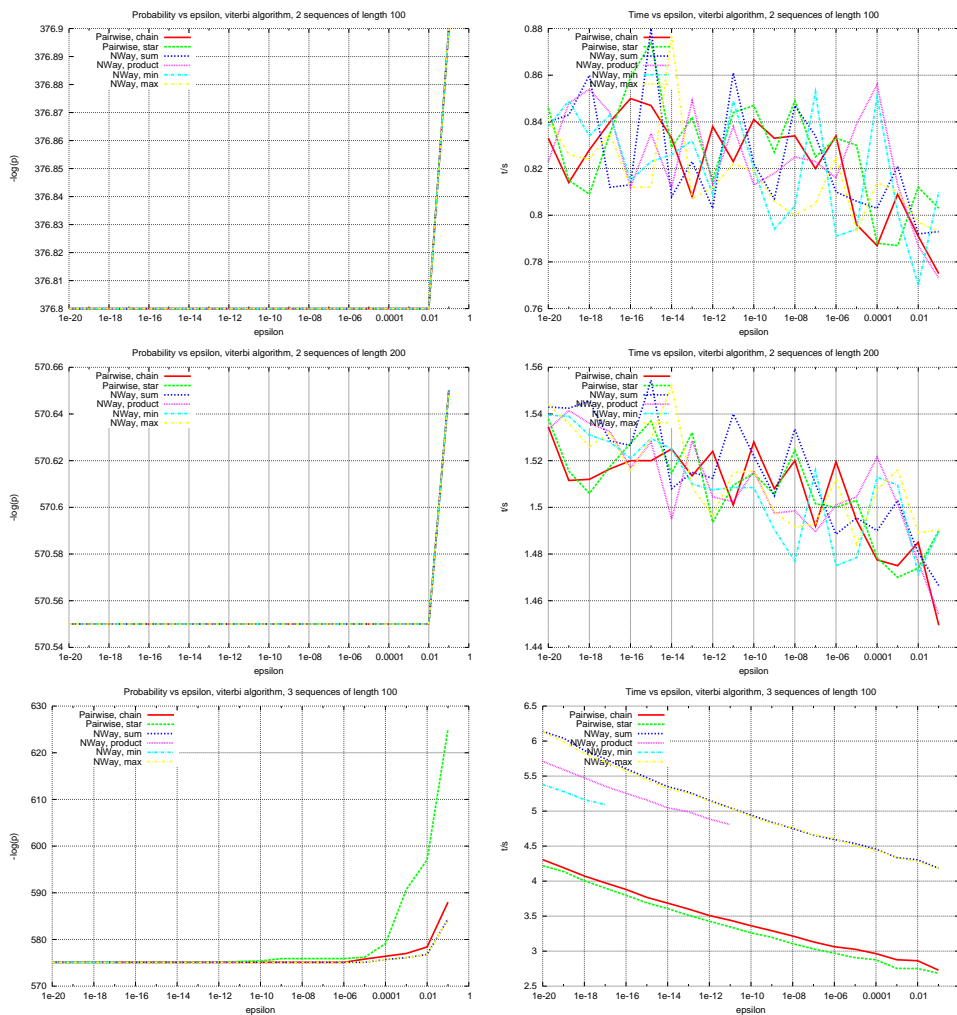 Probability vs epsilon, viterbi algorithm, 2 sequences of length 100
376.9
376.89
376.88
376.87
376.86
376.85
376.84
376.83
376.82
376.81
376.8
-log(p)
Pairwise, chain
Pairwise, star
NWay, sum
NWay, product
NWay, min
NWay, max
1e-20 1e-18 1e-16 1e-14 1e-12 1e-10 1e-08 1e-06 0.0001 0.01 1
epsilon
Time vs epsilon, viterbi algorithm, 2 sequences of length 100
0.88
0.86
0.84
0.82
0.8
0.78
0.76
t/s
Pairwise, chain
Pairwise, star
NWay, sum
NWay, product
NWay, min
NWay, max
1e-20 1e-18 1e-16 1e-14 1e-12 1e-10 1e-08 1e-06 0.0001 0.01
epsilon
Probability vs epsilon, viterbi algorithm, 2 sequences of length 200
570.66
570.64
570.62
570.6
570.58
570.56
570.54
-log(p)
Pairwise, chain
Pairwise, star
NWay, sum
NWay, product
NWay, min
NWay, max
1e-20 1e-18 1e-16 1e-14 1e-12 1e-10 1e-08 1e-06 0.0001 0.01 1
epsilon
Time vs epsilon, viterbi algorithm, 2 sequences of length 200
1.56
1.54
1.52
1.5
1.48
1.46
1.44
t/s
Pairwise, chain
Pairwise, star
NWay, sum
NWay, product
NWay, min
NWay, max
1e-20 1e-18 1e-16 1e-14 1e-12 1e-10 1e-08 1e-06 0.0001 0.01
epsilon
Probability vs epsilon, viterbi algorithm, 3 sequences of length 100
630
620
610
600
590
580
570
-log(p)
Pairwise, chain
Pairwise, star
NWay, sum
NWay, product
NWay, min
NWay, max
1e-20 1e-18 1e-16 1e-14 1e-12 1e-10 1e-08 1e-06 0.0001 0.01 1
epsilon
Time vs epsilon, viterbi algorithm, 3 sequences of length 100
6.5
6
5.5
5
4.5
4
3.5
3
2.5
t/s
Pairwise, chain
Pairwise, star
NWay, sum
NWay, product
NWay, min
NWay, max
1e-20 1e-18 1e-16 1e-14 1e-12 1e-10 1e-08 1e-06 0.0001 0.01
epsilon